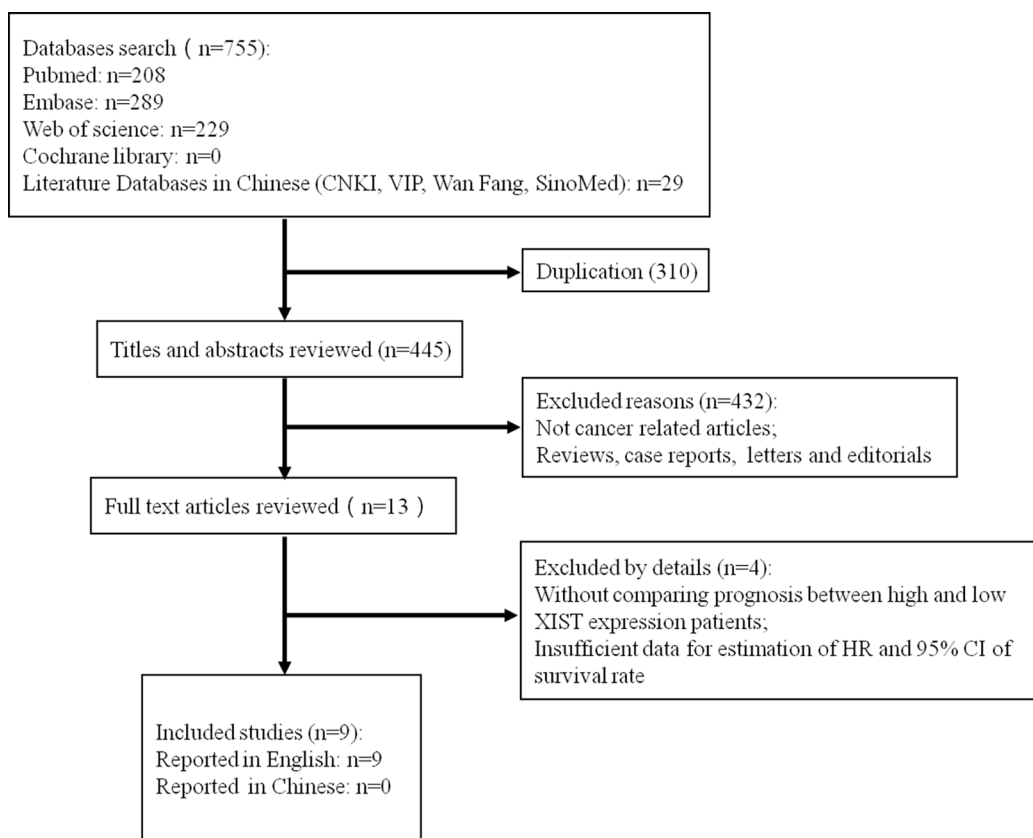 Databases search ( n=755):
Pubmed: n=208
Embase: n=289
Web of science: n=229
Cochrane library: n=0
Literature Databases in Chinese (CNKI, VIP, Wan Fang, SinoMed): n=29
Duplication (310)
Titles and abstracts reviewed (n=445)
Excluded reasons (n=432):
Not cancer related articles;
Reviews, case reports, letters and editorials
Full text articles reviewed ( n=13 )
Excluded by details (n=4):
Without comparing prognosis between high and low
XIST expression patients;
Insufficient data for estimation of HR and 95% CI of
survival rate
Included studies (n=9):
Reported in English: n=9
Reported in Chinese: n=0